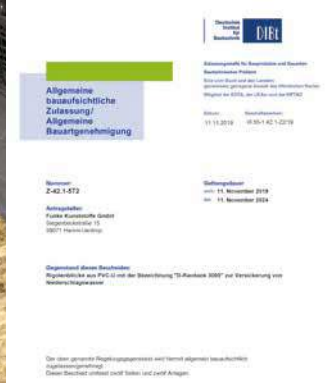 Deutsches
Institut
für
Bautechnik
DIBt
Zulassungsstelle für Bauprodukte und Bauarten
Bautechnisches Prüfamt
Eine vom Bund und den Ländern
gemeinsam getragene Anstalt des öffentlichen Rechts
Mitglied der EOTA, der UEAtc und der WFTAO
Allgemeine
bauaufsichtliche
Zulassung/
Allgemeine
Bauartgenehmigung
Datum:
Geschäftszeichen:
11.11.2019
Nummer:
Z-42.1-572
Geltungsdauer
vom: 11. November 2019
bis: 11. November 2024
Antragsteller:
Funke Kunststoffe GmbH
Siegenbeckstraße 15
59071 Hamm-Uentrop
Gegenstand dieses Bescheides:
Rigolenblöcke aus PVC-U mit der Bezeichnung "D-Raintank 3000" zur Versickerung von
Niederschlagswasser
Der oben genannte Regelungsgegenstand wird hiermit allgemein bauaufsichtlich
zugelassen/genehmigt.
Dieser Bescheid umfasst zwölf Seiten und zwölf Anlagen.